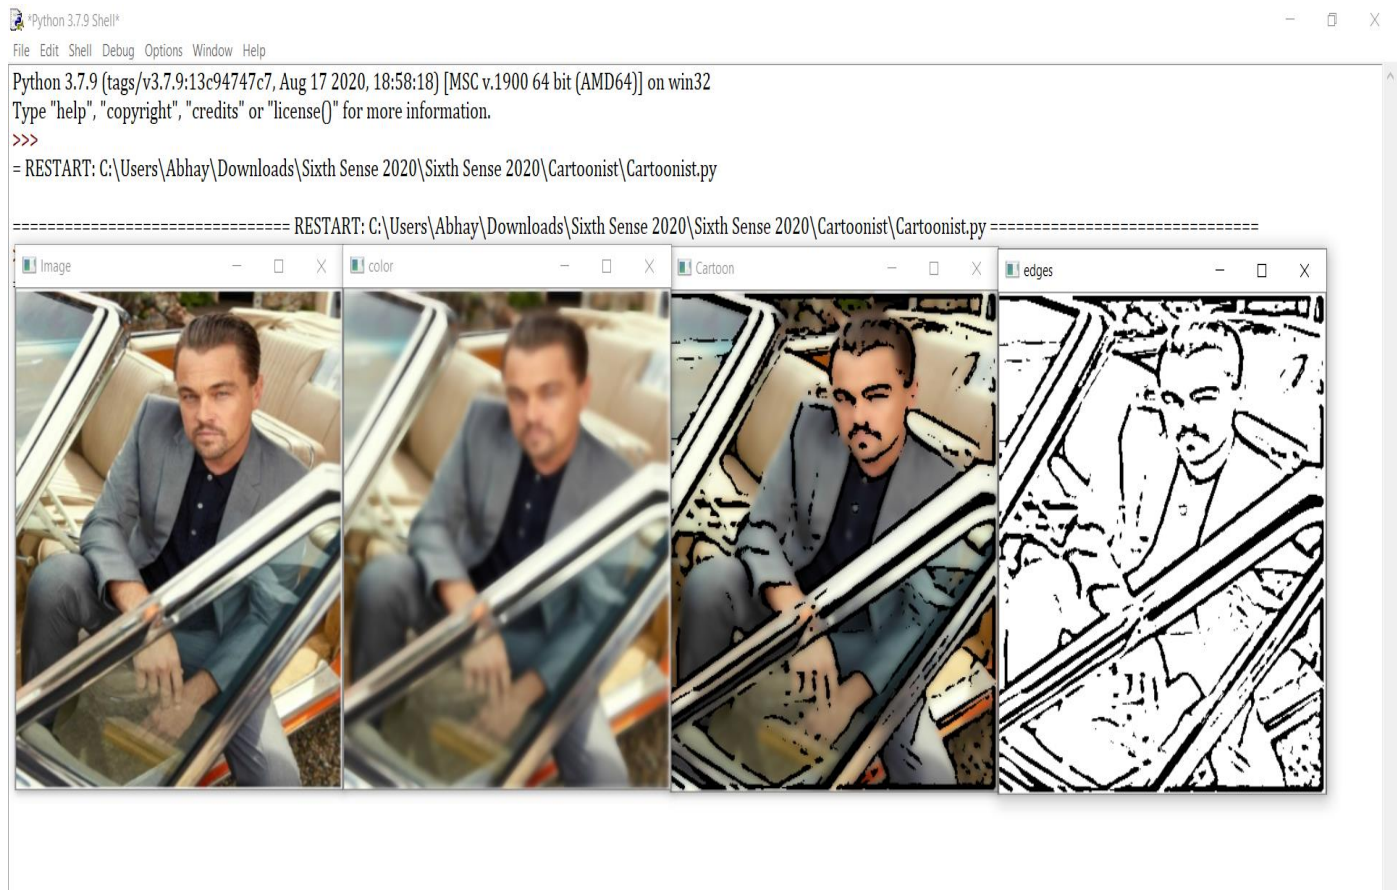 *Python 3.7.9 Shell*
File Edit Shell Debug Options Window Help
Python 3.7.9 (tags/v3.7.9:13c94747c7, Aug 17 2020, 18:58:18) [MSC v.1900 64 bit (AMD64)] on win32
Type "help", "copyright", "credits" or "license()" for more information.
>>>
= RESTART: C:\Users\Abhay\Downloads\Sixth Sense 2020\Sixth Sense 2020\Cartoonist\Cartoonist.py
================================ RESTART: C:\Users\Abhay\Downloads\Sixth Sense 2020\Sixth Sense 2020\Cartoonist\Cartoonist.py ===============================
Image
color
Cartoon
edges